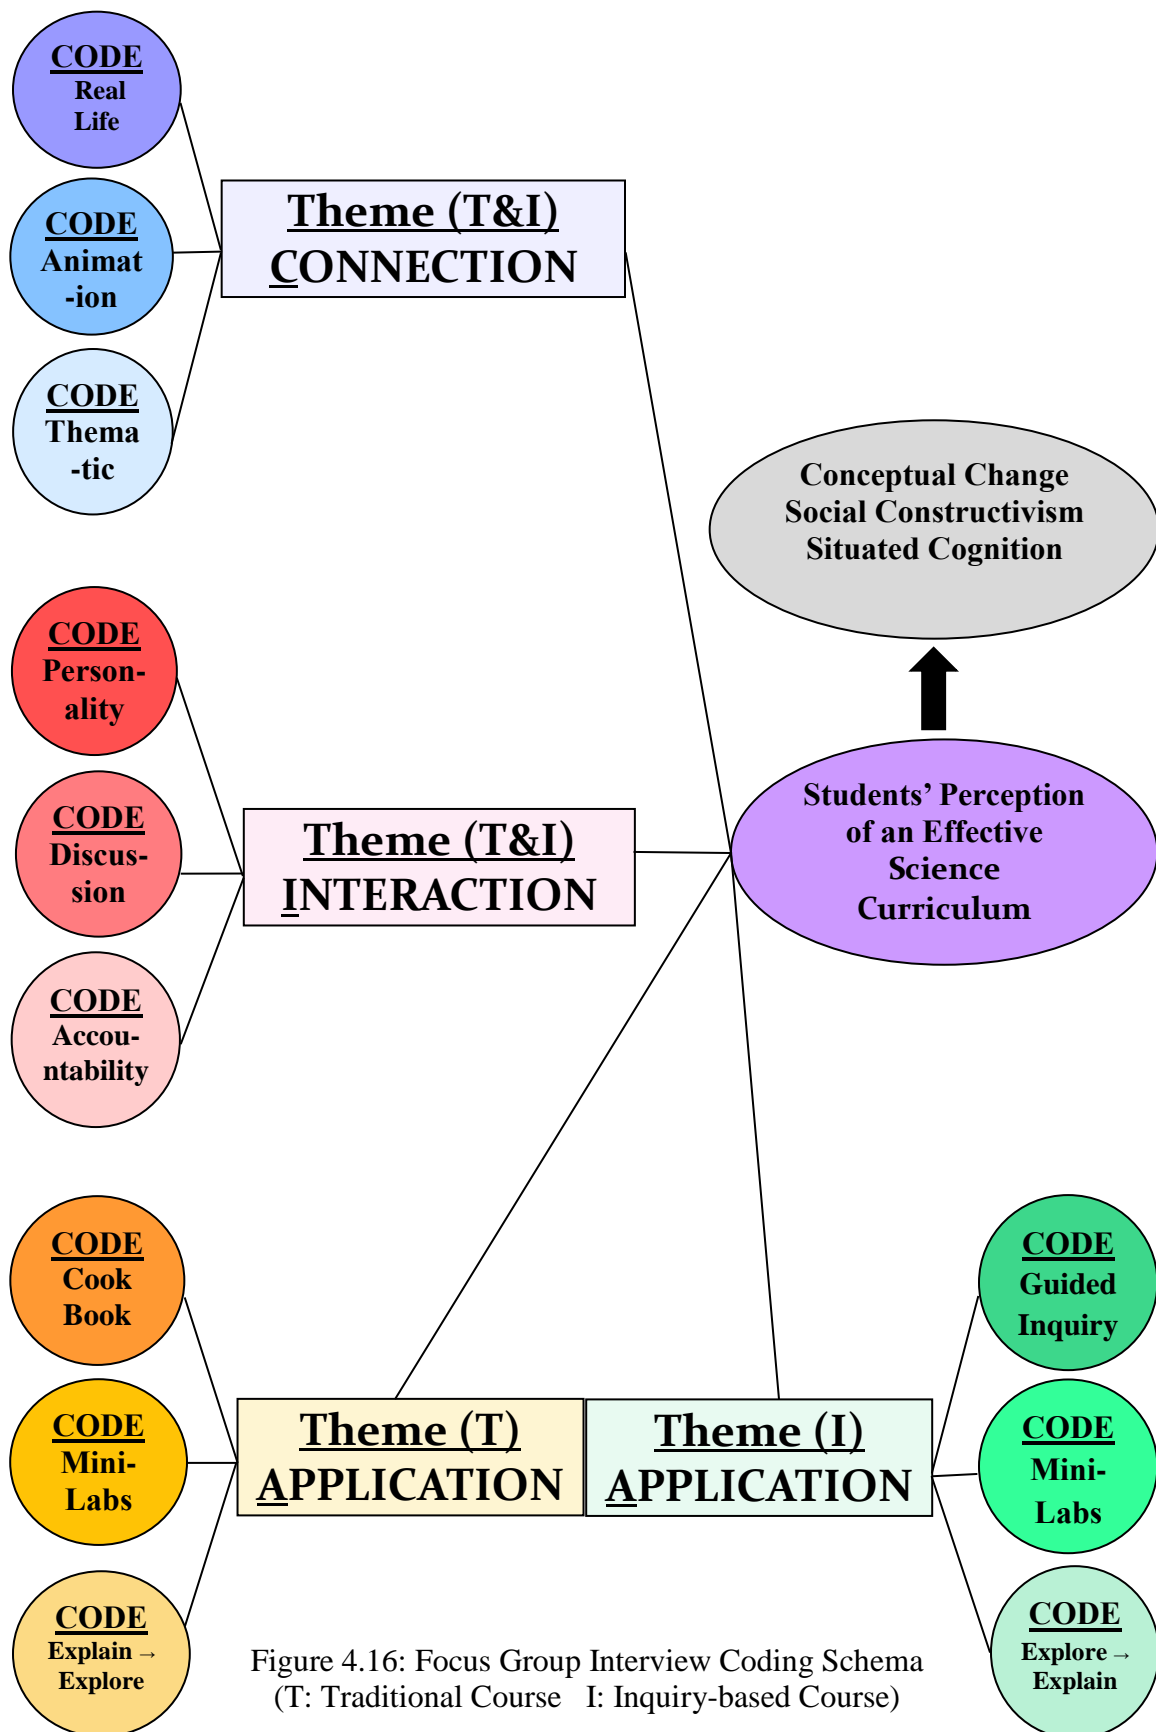 CODE
Real
Life
CODE
Animat
-ion
CODE
Thema
-tic
Theme (T&I)
CONNECTION
Conceptual Change
Social Constructivism
Situated Cognition
CODE
Person-
ality
CODE
Discus-
sion
CODE
Accou-
ntability
Theme (T&I)
INTERACTION
Students’ Perception
of an Effective
Science
Curriculum
CODE
Cook
Book
CODE
Mini-
Labs
CODE
Explain →
Explore
Theme (T)
APPLICATION
Theme (I)
APPLICATION
CODE
Guided
Inquiry
CODE
Mini-
Labs
CODE
Explore →
Explain
Figure 4.16: Focus Group Interview Coding Schema
(T: Traditional Course   I: Inquiry-based Course)